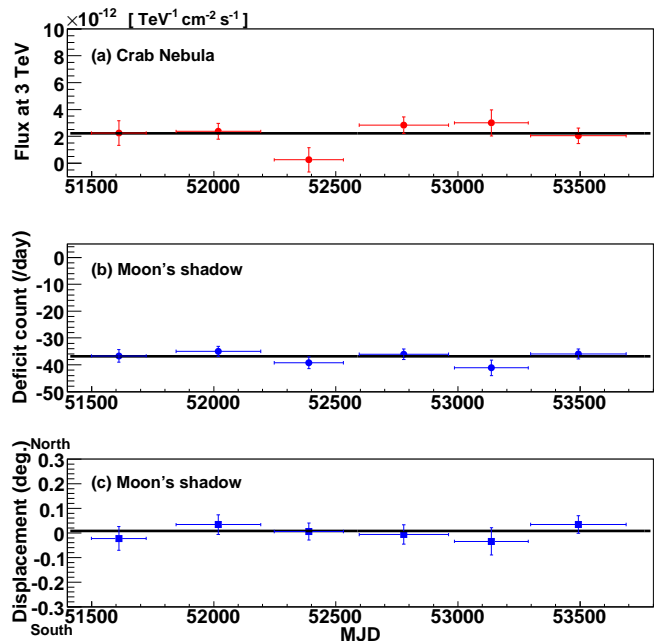 ×10⁻¹² [ TeV⁻¹ cm⁻² s⁻¹ ]
10
8
6
4
2
0
Flux at 3 TeV
(a) Crab Nebula
51500 52000 52500 53000 53500
0
-10
-20
-30
-40
-50
Deficit count (/day)
(b) Moon's shadow
51500 52000 52500 53000 53500
North
0.3
0.2
0.1
0
-0.1
-0.2
-0.3
South
Displacement (deg.)
(c) Moon's shadow
51500 52000 52500 53000 53500
MJD